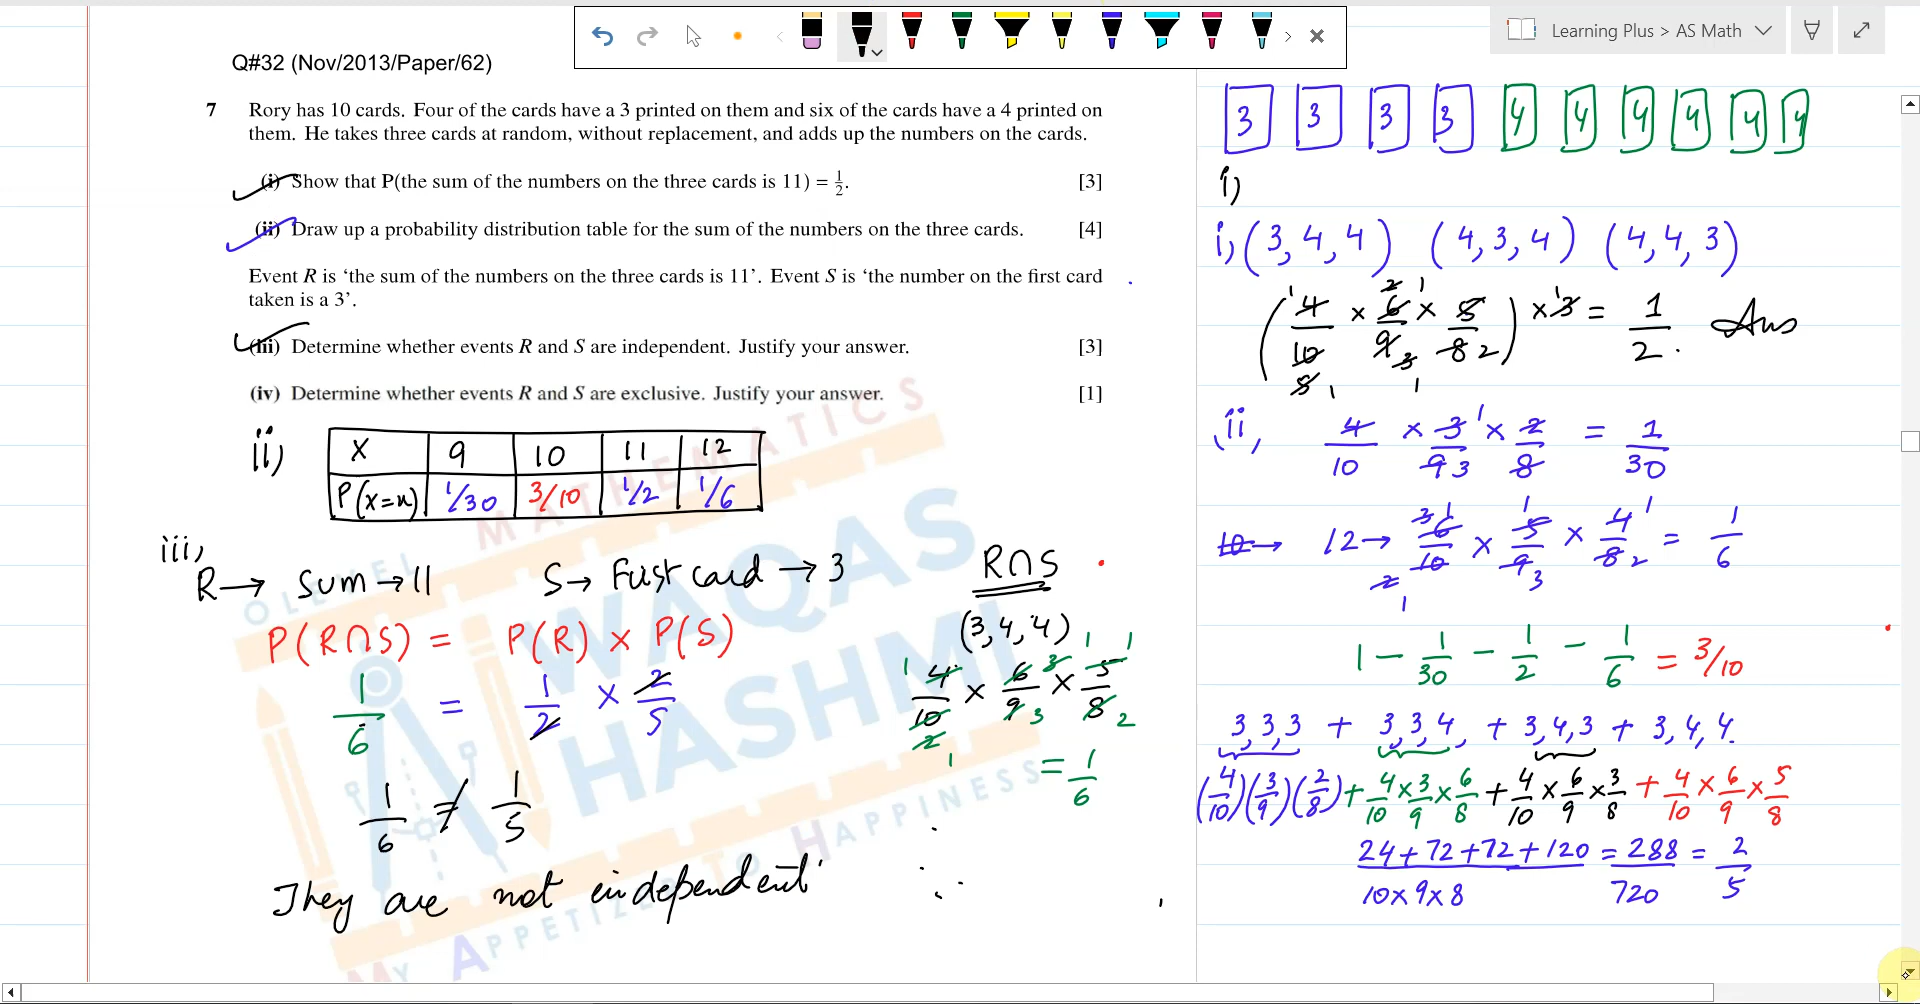 Learning Plus > AS Math
Q#32 (Nov/2013/Paper/62)
7 Rory has 10 cards. Four of the cards have a 3 printed on them and six of the cards have a 4 printed on
them. He takes three cards at random, without replacement, and adds up the numbers on the cards.
(i) Show that P(the sum of the numbers on the three cards is 11) = 1/2. [3]
(ii) Draw up a probability distribution table for the sum of the numbers on the three cards. [4]
Event R is ‘the sum of the numbers on the three cards is 11’. Event S is ‘the number on the first card
taken is a 3’.
(iii) Determine whether events R and S are independent. Justify your answer. [3]
(iv) Determine whether events R and S are exclusive. Justify your answer. [1]
ii) X 9 10 11 12
P(x=x) 1/30 3/10 1/2 1/6
iii,
R→ Sum→11 S→ First card → 3 R∩S
P(R∩S) = P(R) × P(S) (3,4,4)
1/6 = 1/2 × 2/5 4/10 × 6/9 × 5/8
= 1/6
1/6 ≠ 1/5
They are not independent
3 3 3 3 4 4 4 4 4 4
i)
i, (3,4,4) (4,3,4) (4,4,3)
(4/10 × 6/9 × 5/8) × 3 = 1/2. Ans
ii, 4/10 × 3/9 × 2/8 = 1/30
10→ 12→ 6/10 × 5/9 × 4/8 = 1/6
1 - 1/30 - 1/2 - 1/6 = 3/10
3,3,3 + 3,3,4, + 3,4,3 + 3,4,4.
(4/10)(3/9)(2/8) + 4/10 × 3/9 × 6/8 + 4/10 × 6/9 × 3/8 + 4/10 × 6/9 × 5/8
24+72+72+120 / 10×9×8 = 288/720 = 2/5
O LEVEL MATHEMATICS
WAQAS
HASHMI
MY APPETIZER TO HAPPINESS